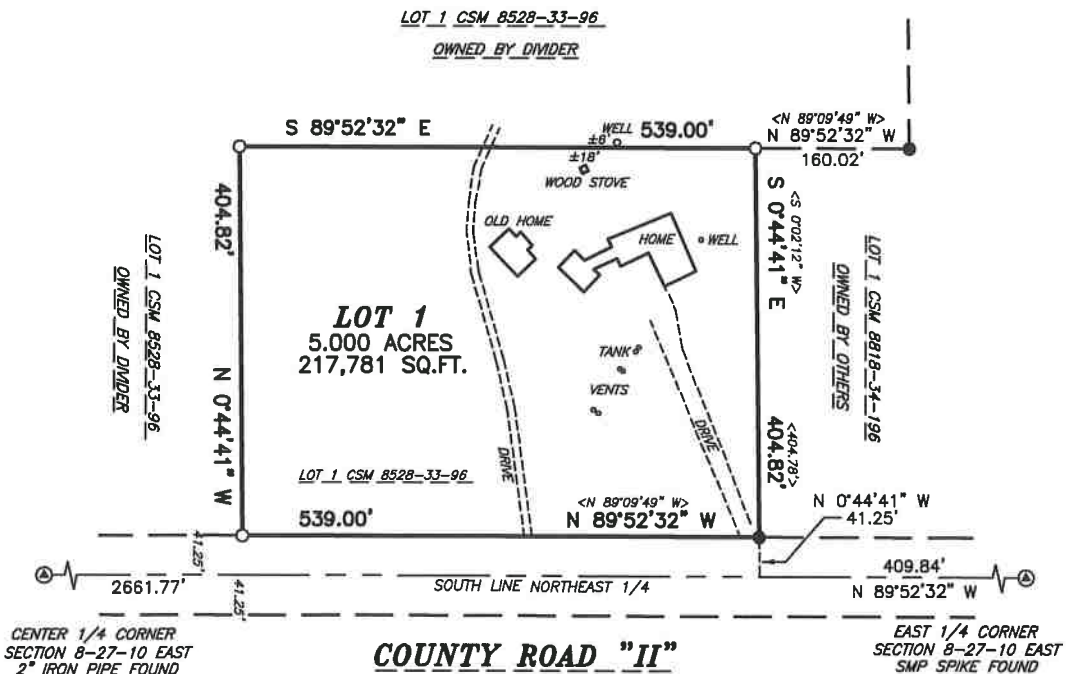 LOT 1 CSM 8528-33-96
OWNED BY DIVIDER
S 89°52'32" E
WELL
539.00'
±6'
±18'
WOOD STOVE
<N 89°09'49" W>
N 89°52'32" W
160.02'
404.82'
N 0°44'41" W
LOT 1 CSM 8528-33-96
OWNED BY DIVIDER
OLD HOME
HOME
WELL
S 0°44'41" E
<S 0°02'12" W>
LOT 1 CSM 8818-34-196
OWNED BY OTHERS
LOT 1
5.000 ACRES
217,781 SQ.FT.
TANK
VENTS
DRIVE
DRIVE
404.82'
<404.78'>
LOT 1 CSM 8528-33-96
539.00'
<N 89°09'49" W>
N 89°52'32" W
N 0°44'41" W
41.25'
41.25'
41.25'
2661.77'
SOUTH LINE NORTHEAST 1/4
409.84'
N 89°52'32" W
CENTER 1/4 CORNER
SECTION 8-27-10 EAST
2" IRON PIPE FOUND
COUNTY ROAD "II"
EAST 1/4 CORNER
SECTION 8-27-10 EAST
SMP SPIKE FOUND